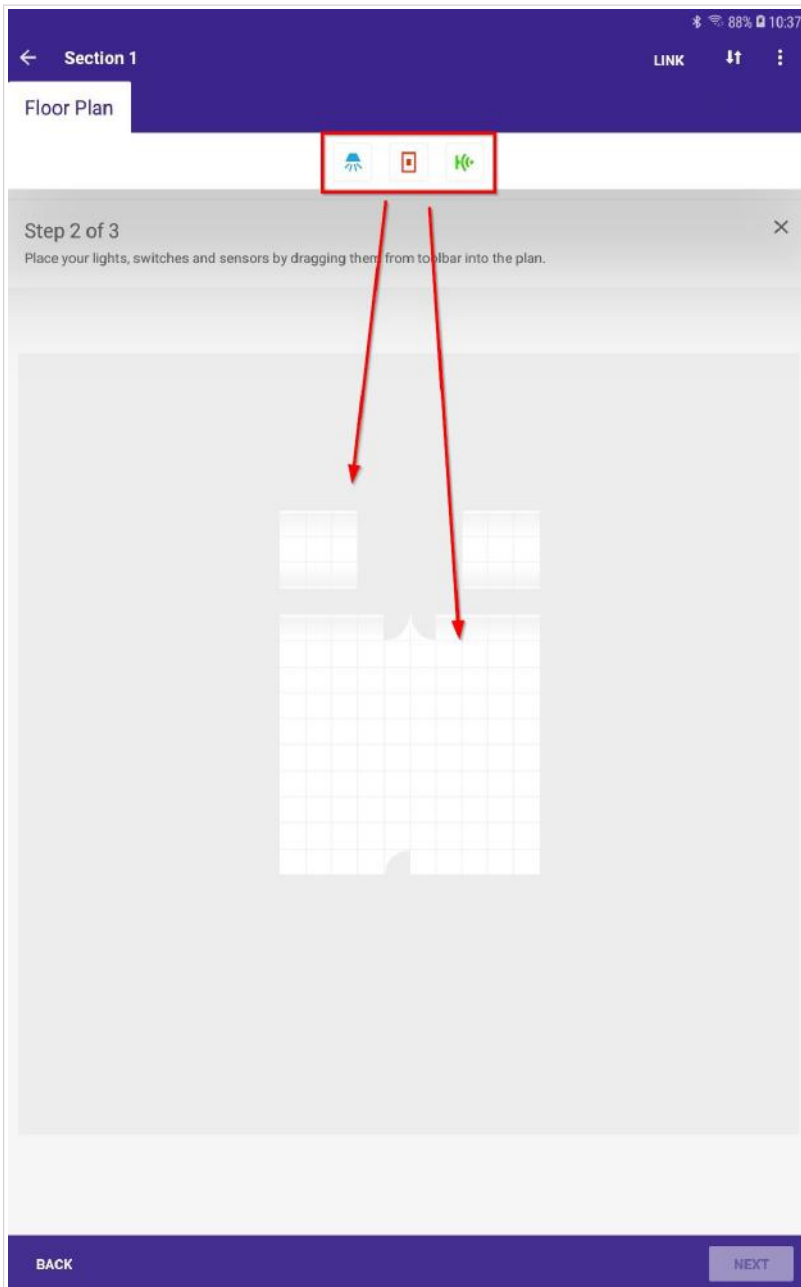 88% 10:37
Section 1 LINK
Floor Plan
Step 2 of 3
Place your lights, switches and sensors by dragging them from toolbar into the plan.
BACK NEXT